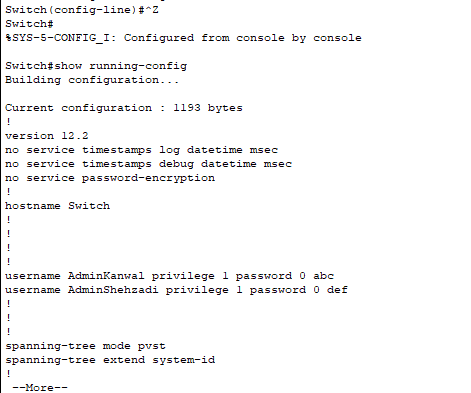 Switch(config-line)#^Z
Switch#
%SYS-5-CONFIG_I: Configured from console by console
Switch#show running-config
Building configuration...
Current configuration : 1193 bytes
!
version 12.2
no service timestamps log datetime msec
no service timestamps debug datetime msec
no service password-encryption
!
hostname Switch
!
!
!
!
username AdminKanwal privilege 1 password 0 abc
username AdminShehzadi privilege 1 password 0 def
!
!
!
spanning-tree mode pvst
spanning-tree extend system-id
!
--More--